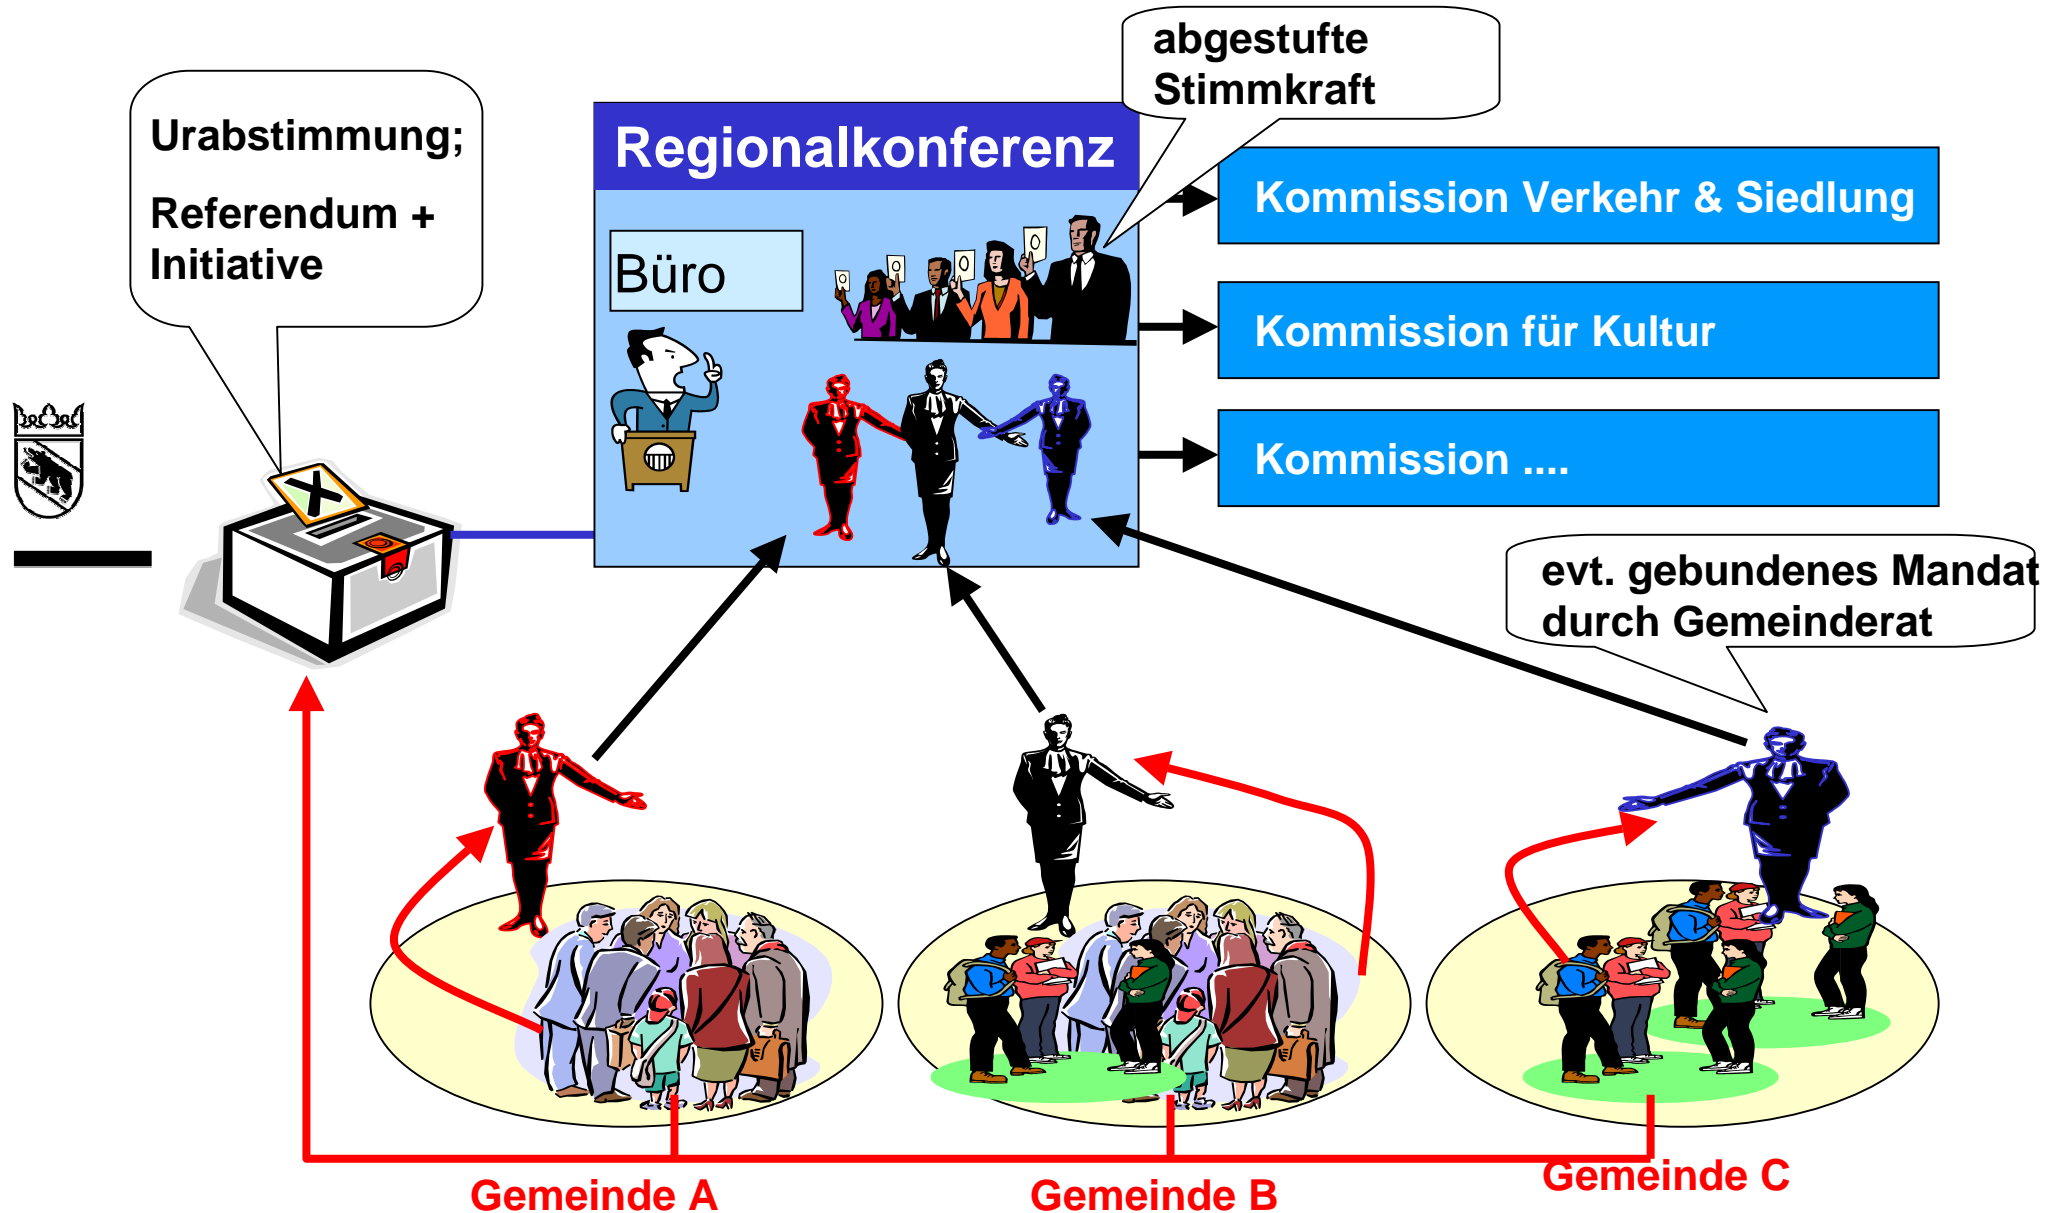 abgestufte
Stimmkraft
Urabstimmung;
Referendum +
Initiative
Regionalkonferenz
Büro
Kommission Verkehr & Siedlung
Kommission für Kultur
Kommission ....
evt. gebundenes Mandat
durch Gemeinderat
Gemeinde A
Gemeinde B
Gemeinde C